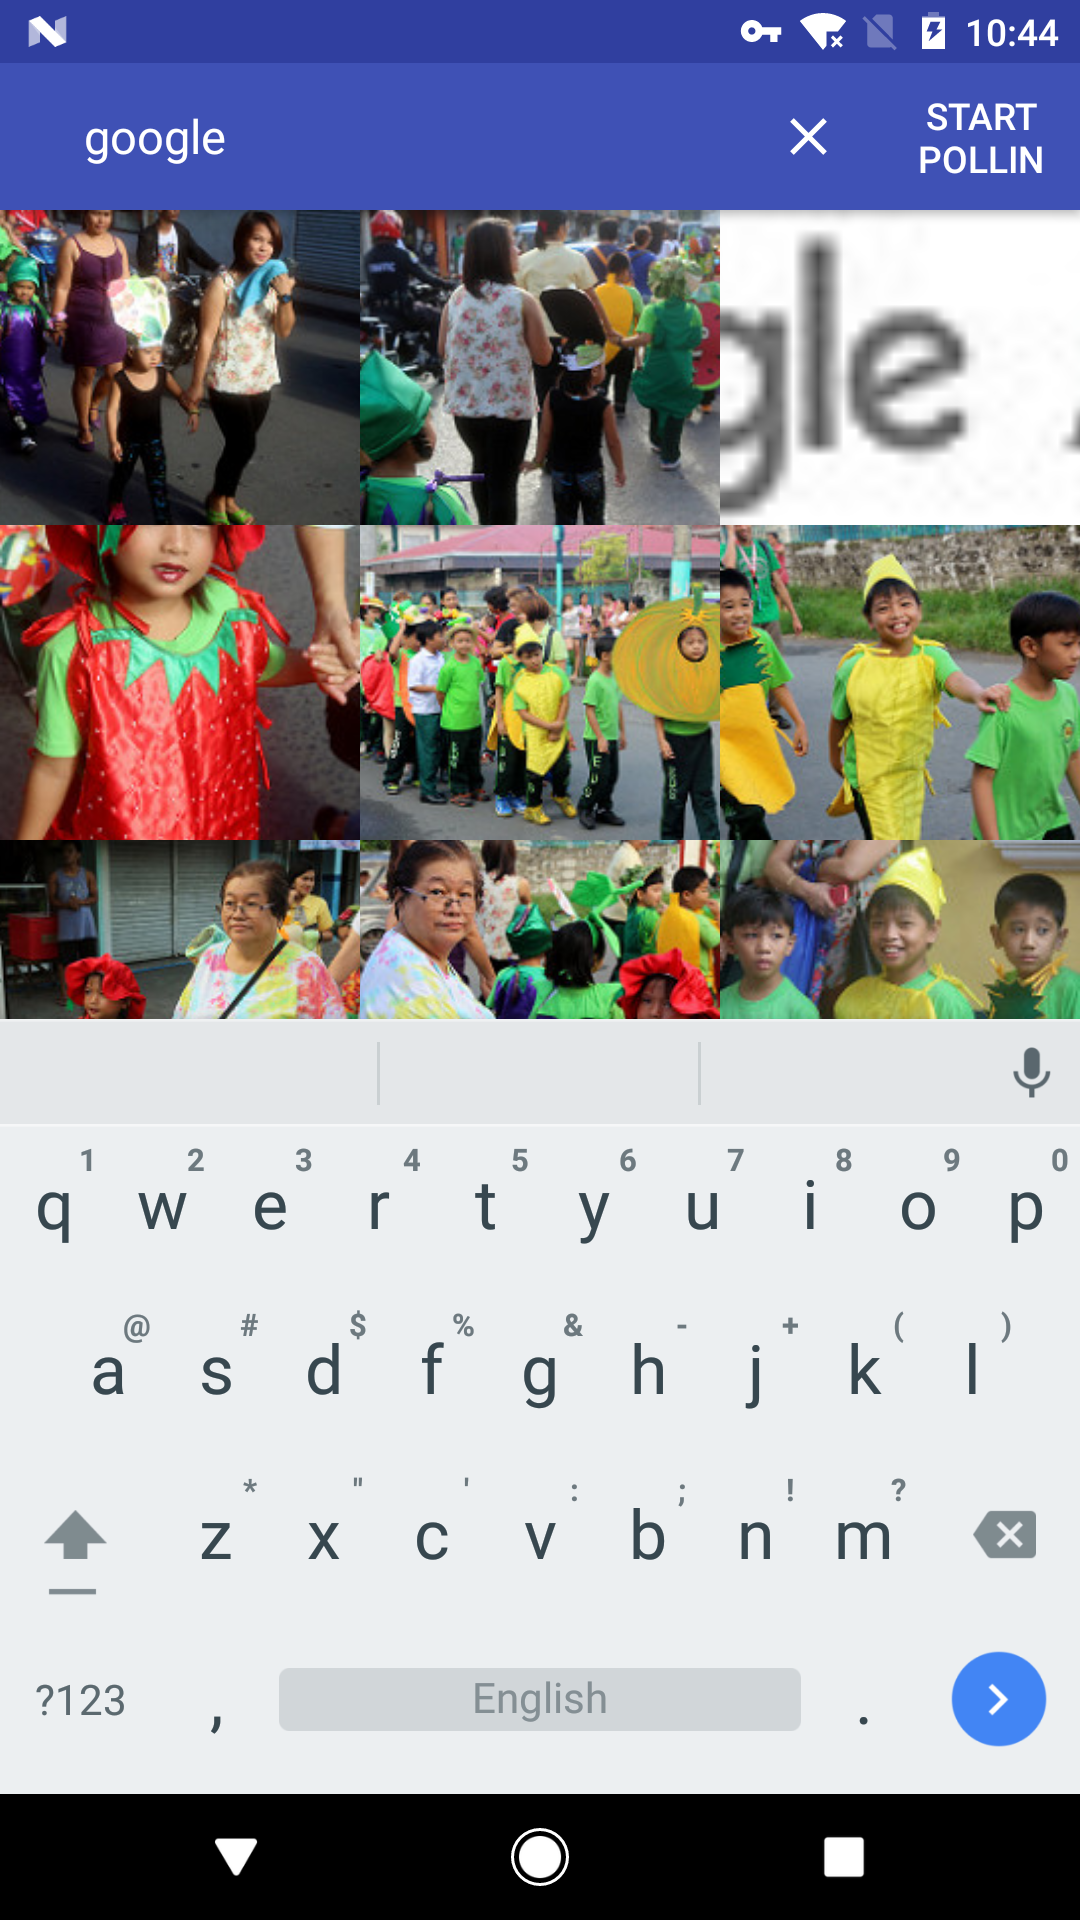 10:44
google
START
POLLIN
gle
1 2 3 4 5 6 7 8 9 0
q w e r t y u i o p
@ # $ % & - + ( )
a s d f g h j k l
* " ' : ; ! ?
z x c v b n m
?123 , English .